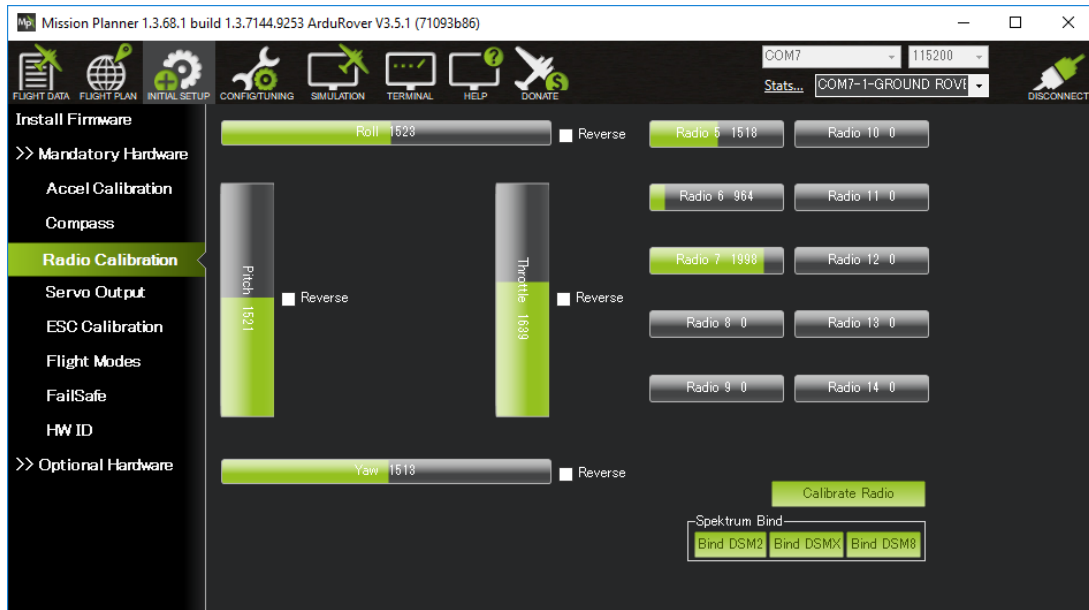 Mission Planner 1.3.68.1 build 1.3.7144.9253 ArduRover V3.5.1 (71093b86)
FLIGHT DATA FLIGHT PLAN INITIAL SETUP CONFIG/TUNING SIMULATION TERMINAL HELP DONATE
COM7 115200
Stats... COM7-1-GROUND ROVE
DISCONNECT
Install Firmware
>> Mandatory Hardware
Accel Calibration
Compass
Radio Calibration
Servo Output
ESC Calibration
Flight Modes
FailSafe
HW ID
>> Optional Hardware
Roll 1523 Reverse
Pitch 1521 Reverse
Throttle 1639 Reverse
Yaw 1513 Reverse
Radio 5 1518 Radio 10 0
Radio 6 964 Radio 11 0
Radio 7 1998 Radio 12 0
Radio 8 0 Radio 13 0
Radio 9 0 Radio 14 0
Calibrate Radio
Spektrum Bind
Bind DSM2 Bind DSMX Bind DSM8